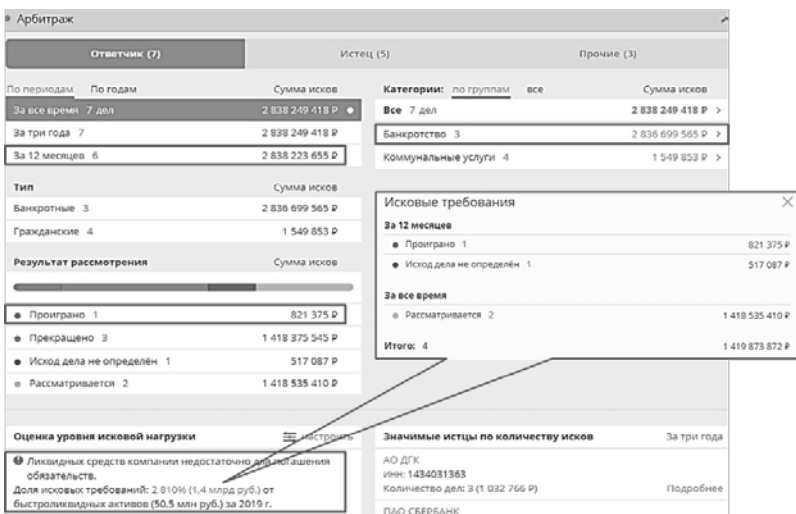 Арбитраж
Ответчик (7) Истец (5) Прочие (3)
По периодам По годам Сумма исков
За все время 7 дел 2 838 249 418 ₽
За три года 7 2 838 249 418 ₽
За 12 месяцев 6 2 838 223 655 ₽
Тип Сумма исков
Банкротные 3 2 836 699 565 ₽
Гражданские 4 1 549 853 ₽
Результат рассмотрения Сумма исков
Проиграно 1 821 375 ₽
Прекращено 3 1 418 375 545 ₽
Исход дела не определён 1 517 087 ₽
Рассматривается 2 1 418 535 410 ₽
Категории: по группам все Сумма исков
Все 7 дел 2 838 249 418 ₽ >
Банкротство 3 2 836 699 565 ₽ >
Коммунальные услуги 4 1 549 853 ₽ >
Исковые требования
За 12 месяцев
Проиграно 1 821 375 ₽
Исход дела не определён 1 517 087 ₽
За все время
Рассматривается 2 1 418 535 410 ₽
Итого: 4 1 419 873 872 ₽
Оценка уровня исковой нагрузки настроить
Ликвидных средств компании недостаточно для погашения
обязательств.
Доля исковых требований: 2 810% (1,4 млрд руб.) от
быстроликвидных активов (50,5 млн руб.) за 2019 г.
Значимые истцы по количеству исков За три года
АО ДГК
ИНН: 1434031363
Количество дел: 3 (1 032 766 ₽) Подробнее
ПАО СБЕРБАНК